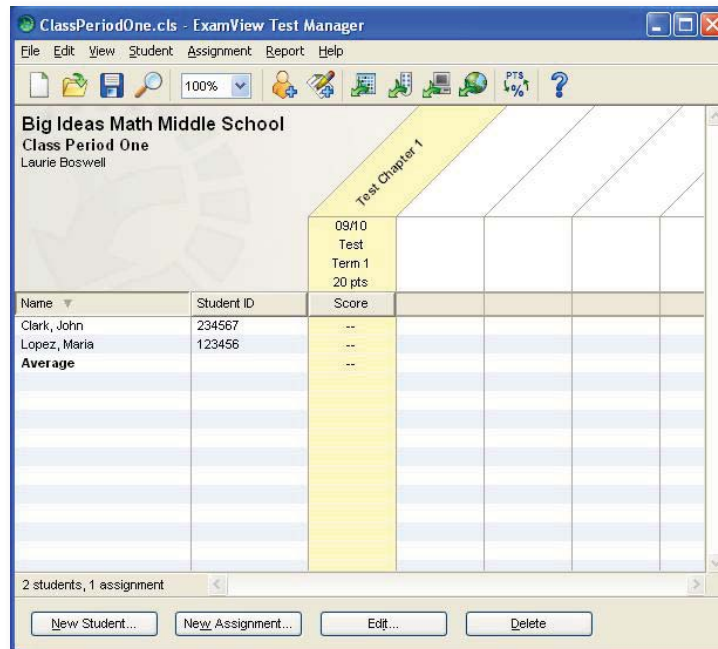 ClassPeriodOne.cls - ExamView Test Manager
File Edit View Student Assignment Report Help
100% PTS % ?
Big Ideas Math Middle School
Class Period One
Laurie Boswell
Test Chapter 1
09/10
Test
Term 1
20 pts
Name Student ID Score
Clark, John 234567 --
Lopez, Maria 123456 --
Average --
2 students, 1 assignment
New Student... New Assignment... Edit... Delete